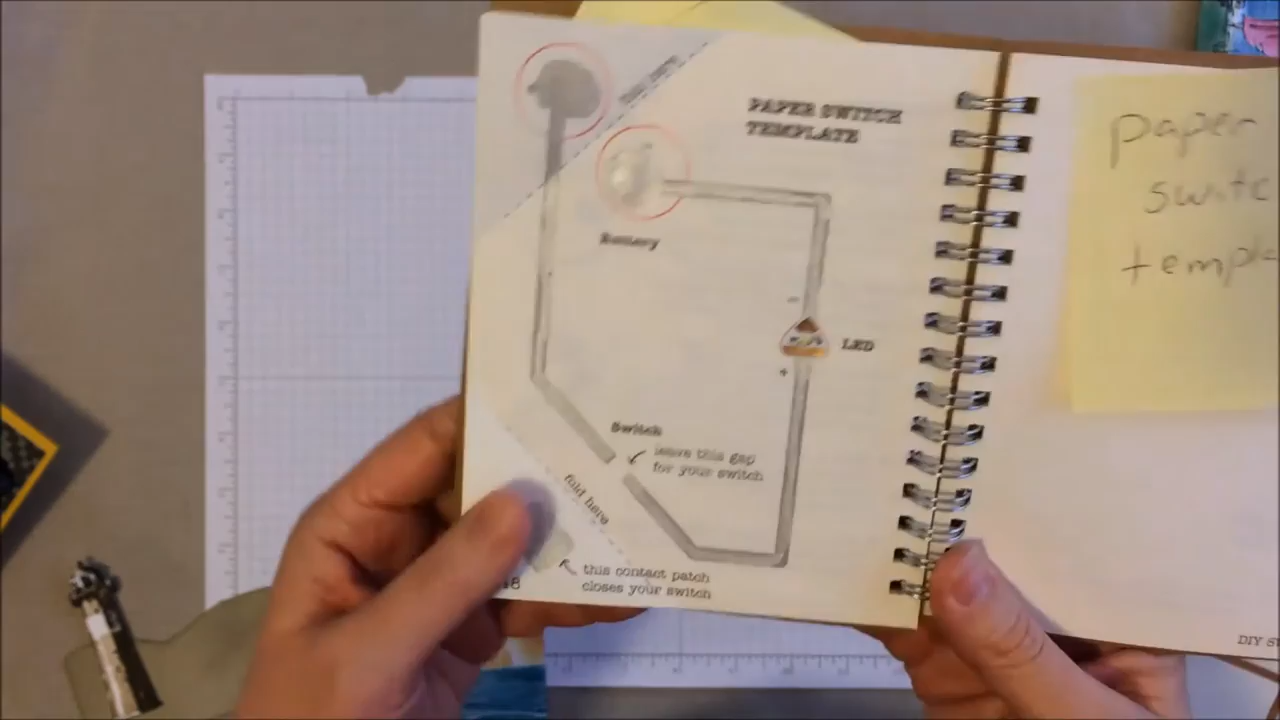 PAPER SWITCH
TEMPLATE
Battery
-
LED
+
Switch
leave this gap
for your switch
fold here
this contact patch
closes your switch
paper
switc
templa
DIY S